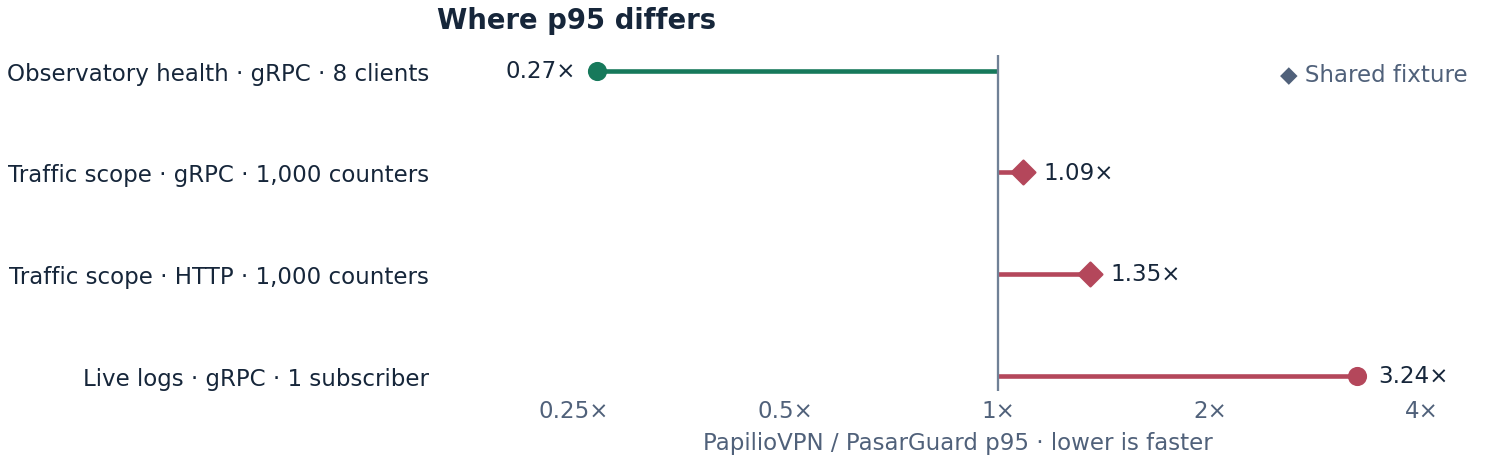 Where p95 differs
Observatory health · gRPC · 8 clients
0.27×
◆ Shared fixture
Traffic scope · gRPC · 1,000 counters
1.09×
Traffic scope · HTTP · 1,000 counters
1.35×
Live logs · gRPC · 1 subscriber
3.24×
0.25× 0.5× 1× 2× 4×
PapilioVPN / PasarGuard p95 · lower is faster